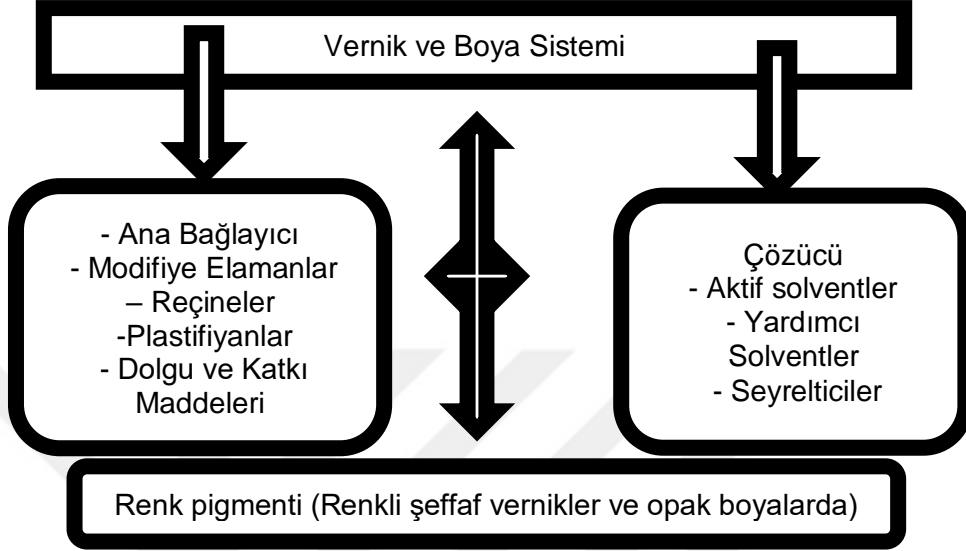 Vernik ve Boya Sistemi
- Ana Bağlayıcı
- Modifiye Elamanlar
– Reçineler
-Plastifiyanlar
- Dolgu ve Katkı
Maddeleri
Çözücü
- Aktif solventler
- Yardımcı
Solventler
- Seyrelticiler
Renk pigmenti (Renkli şeffaf vernikler ve opak boyalarda)